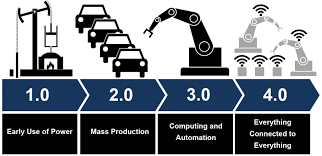 1.0
2.0
3.0
4.0
Early Use of Power
Mass Production
Computing and
Automation
Everything
Connected to
Everything